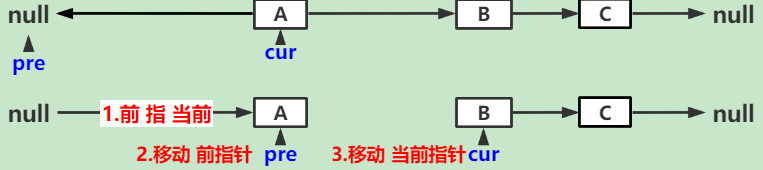 null A B C null
pre cur
null 1.前 指 当前 A B C null
2.移动 前指针 pre 3.移动 当前指针 cur